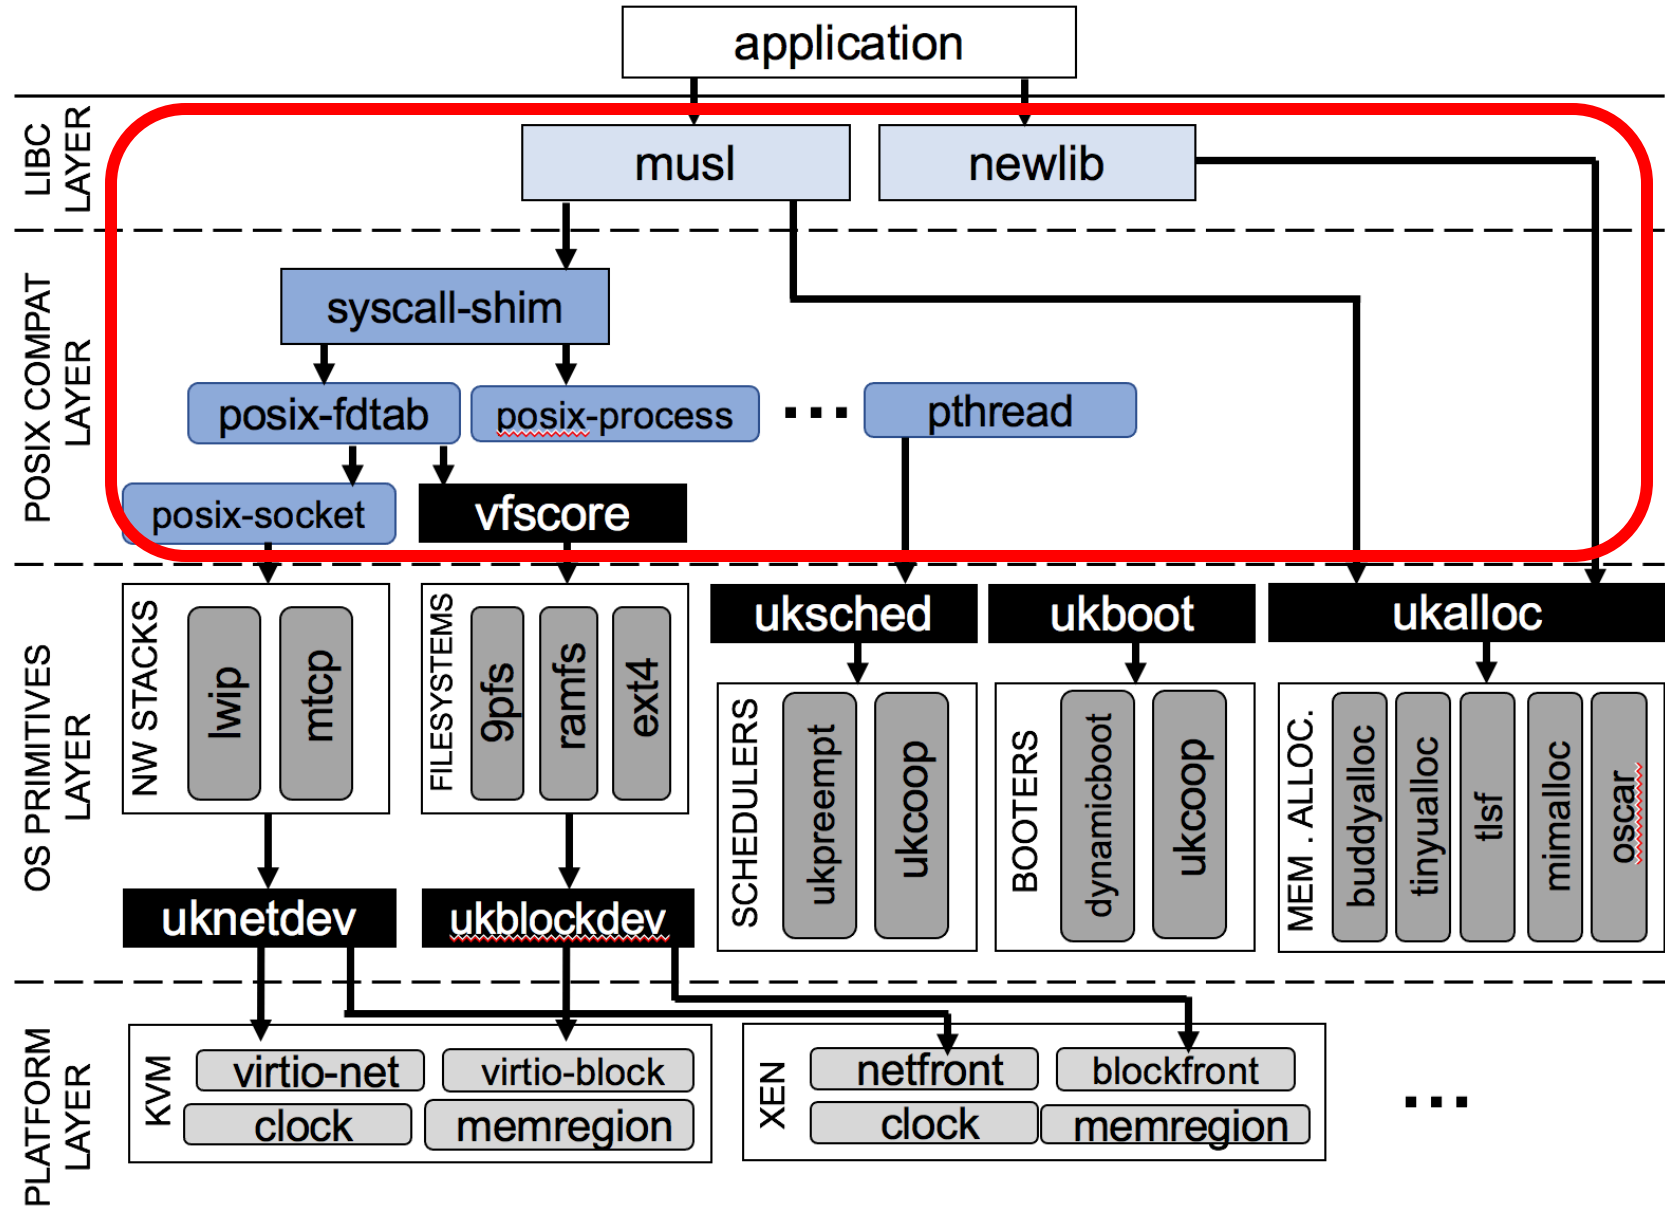 application
LIBC
LAYER
musl
newlib
POSIX COMPAT
LAYER
syscall-shim
posix-fdtab
posix-process
...
pthread
posix-socket
vfscore
OS PRIMITIVES
LAYER
NW STACKS
lwip
mtcp
FILESYSTEMS
9pfs
ramfs
ext4
uksched
ukboot
ukalloc
SCHEDULERS
ukpreempt
ukcoop
BOOTERS
dynamicboot
ukcoop
MEM . ALLOC.
buddyalloc
tinyualloc
tlsf
mimalloc
oscar
uknetdev
ukblockdev
PLATFORM
LAYER
KVM
virtio-net
virtio-block
clock
memregion
XEN
netfront
blockfront
clock
memregion
...